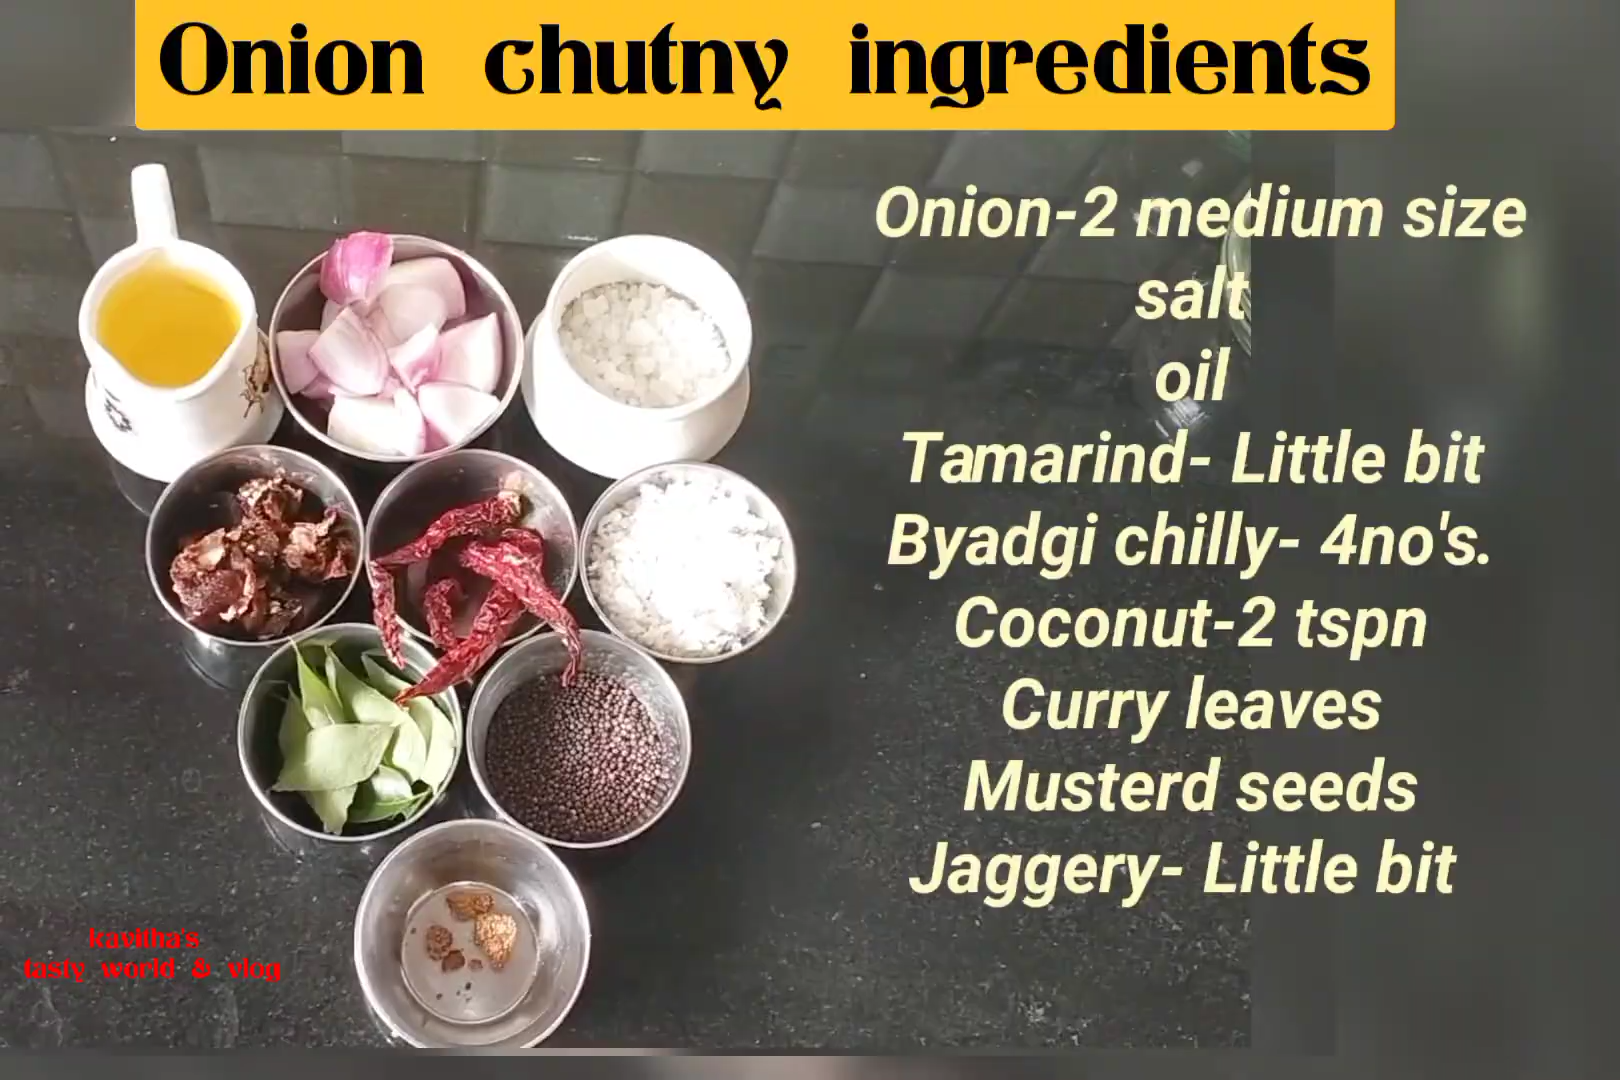 Onion chutny ingredients
Onion-2 medium size
salt
oil
Tamarind- Little bit
Byadgi chilly- 4no's.
Coconut-2 tspn
Curry leaves
Musterd seeds
Jaggery- Little bit
kavitha's
tasty world & vlog